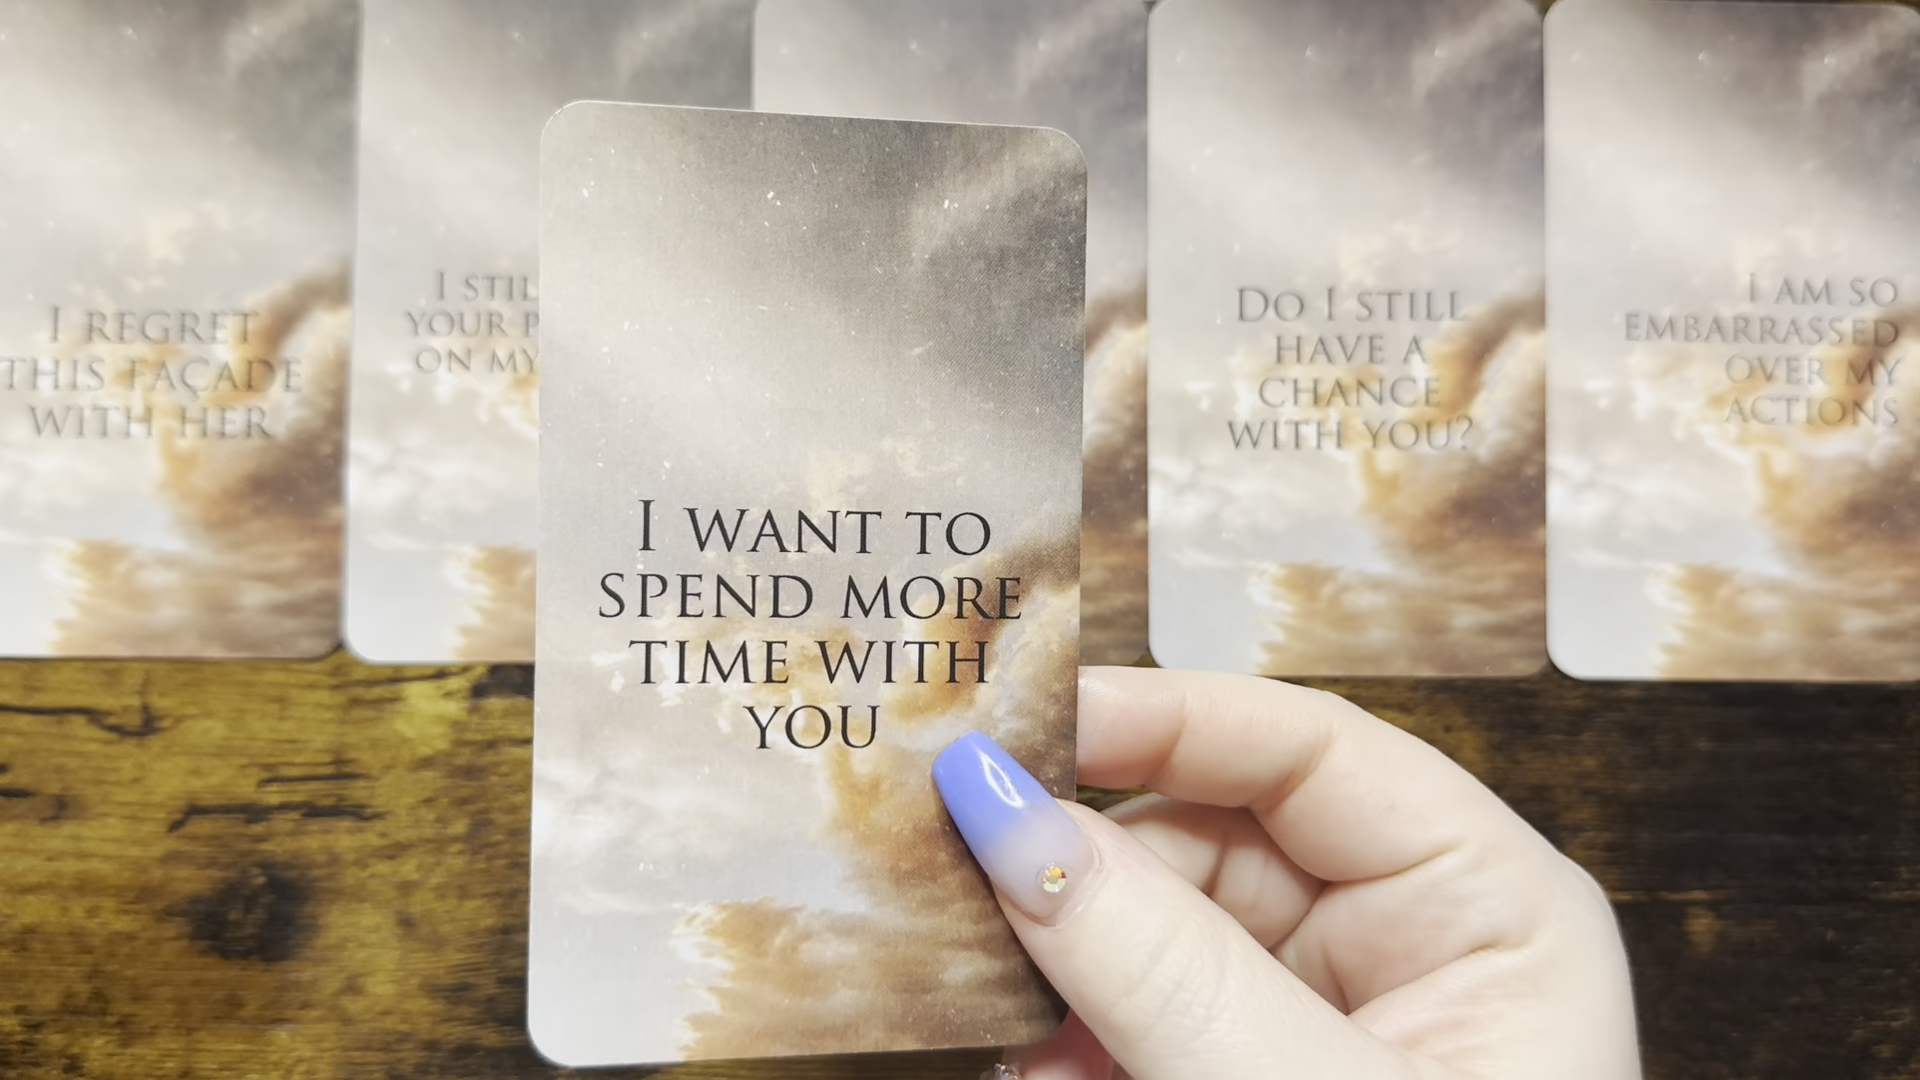 I REGRET
THIS FAÇADE
WITH HER
I STIL
YOUR P
ON MY
I WANT TO
SPEND MORE
TIME WITH
YOU
DO I STILL
HAVE A
CHANCE
WITH YOU?
I AM SO
EMBARRASSED
OVER MY
ACTIONS